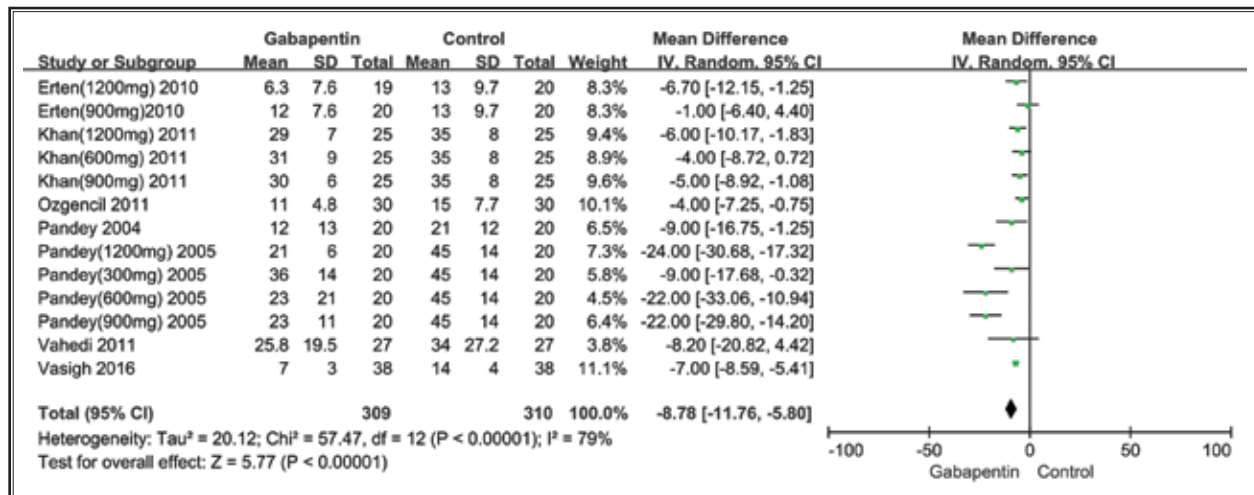 Gabapentin Control Mean Difference Mean Difference
Study or Subgroup Mean SD Total Mean SD Total Weight IV, Random, 95% CI IV, Random, 95% CI
Erten(1200mg) 2010 6.3 7.6 19 13 9.7 20 8.3% -6.70 [-12.15, -1.25]
Erten(900mg)2010 12 7.6 20 13 9.7 20 8.3% -1.00 [-6.40, 4.40]
Khan(1200mg) 2011 29 7 25 35 8 25 9.4% -6.00 [-10.17, -1.83]
Khan(600mg) 2011 31 9 25 35 8 25 8.9% -4.00 [-8.72, 0.72]
Khan(900mg) 2011 30 6 25 35 8 25 9.6% -5.00 [-8.92, -1.08]
Ozgencil 2011 11 4.8 30 15 7.7 30 10.1% -4.00 [-7.25, -0.75]
Pandey 2004 12 13 20 21 12 20 6.5% -9.00 [-16.75, -1.25]
Pandey(1200mg) 2005 21 6 20 45 14 20 7.3% -24.00 [-30.68, -17.32]
Pandey(300mg) 2005 36 14 20 45 14 20 5.8% -9.00 [-17.68, -0.32]
Pandey(600mg) 2005 23 21 20 45 14 20 4.5% -22.00 [-33.06, -10.94]
Pandey(900mg) 2005 23 11 20 45 14 20 6.4% -22.00 [-29.80, -14.20]
Vahedi 2011 25.8 19.5 27 34 27.2 27 3.8% -8.20 [-20.82, 4.42]
Vasigh 2016 7 3 38 14 4 38 11.1% -7.00 [-8.59, -5.41]
Total (95% CI) 309 310 100.0% -8.78 [-11.76, -5.80]
Heterogeneity: Tau² = 20.12; Chi² = 57.47, df = 12 (P < 0.00001); I² = 79%
Test for overall effect: Z = 5.77 (P < 0.00001)
-100 -50 0 50 100
Gabapentin Control